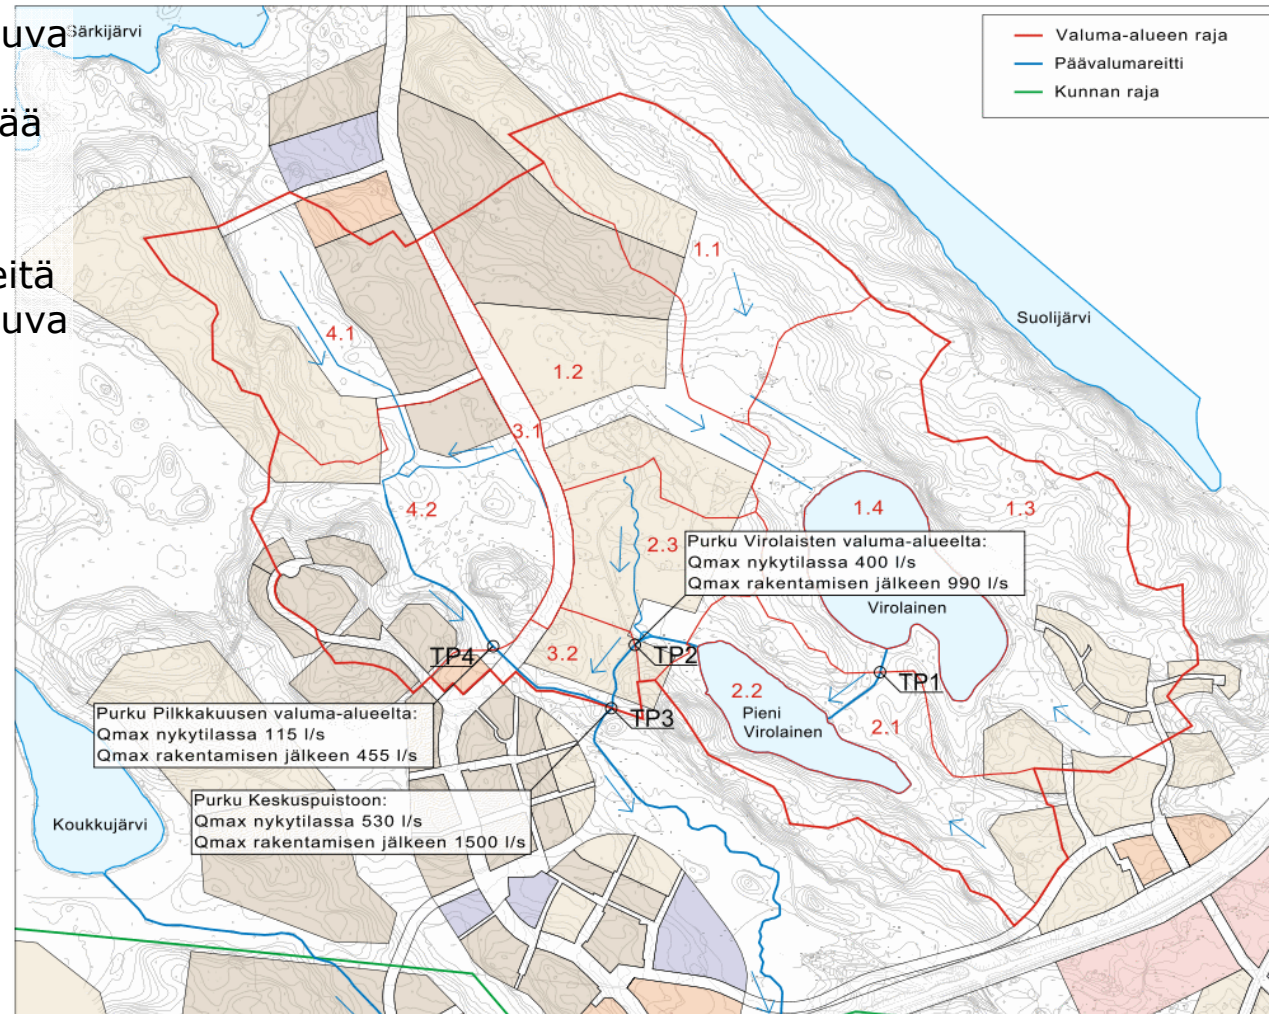 uva
Särkijärvi
ää
eitä
uva
Valuma-alueen raja
Päävalumareitti
Kunnan raja
1.1
Suolijärvi
4.1
1.2
3.1
4.2
1.4
1.3
2.3
Purku Virolaisten valuma-alueelta:
Qmax nykytilassa 400 l/s
Qmax rakentamisen jälkeen 990 l/s
Virolainen
TP4
3.2
TP2
TP1
2.2
Pieni
Virolainen
2.1
TP3
Purku Pilkkakuusen valuma-alueelta:
Qmax nykytilassa 115 l/s
Qmax rakentamisen jälkeen 455 l/s
Purku Keskuspuistoon:
Qmax nykytilassa 530 l/s
Qmax rakentamisen jälkeen 1500 l/s
Koukkujärvi